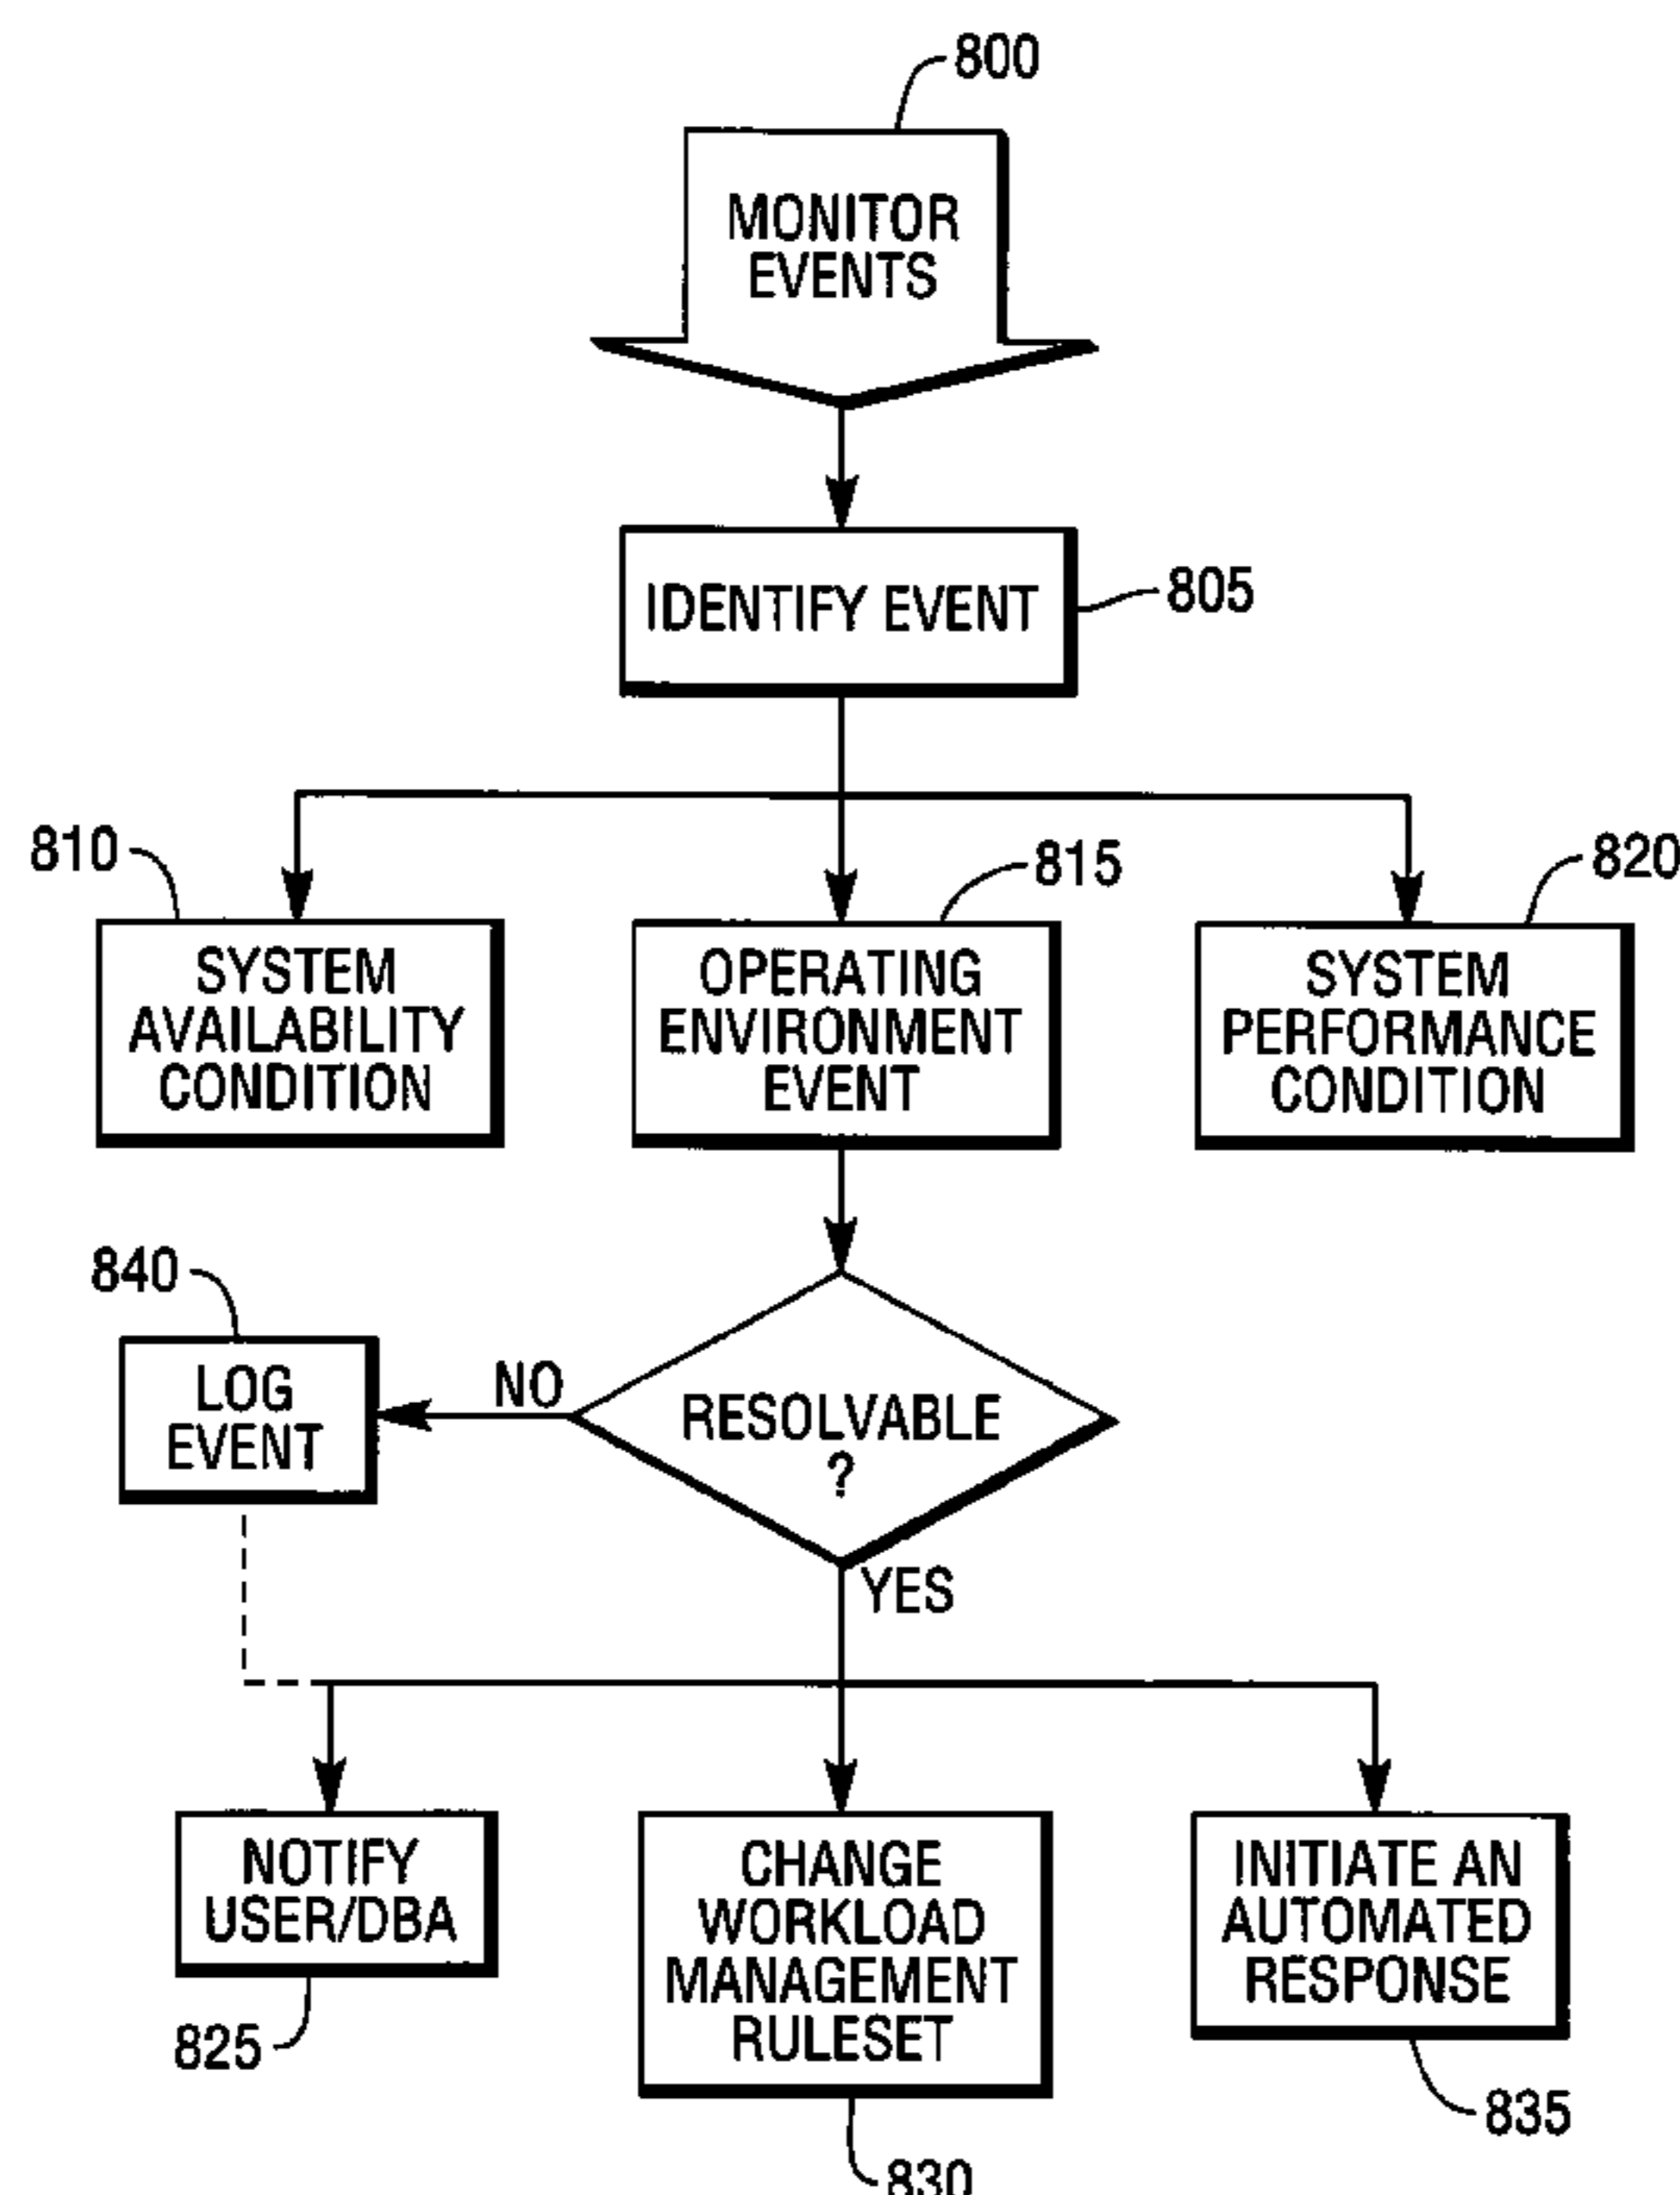 800
MONITOR
EVENTS
IDENTIFY EVENT
805
810
815
820
SYSTEM
AVAILABILITY
CONDITION
OPERATING
ENVIRONMENT
EVENT
SYSTEM
PERFORMANCE
CONDITION
840
LOG
EVENT
NO
RESOLVABLE
?
YES
NOTIFY
USER/DBA
CHANGE
WORKLOAD
MANAGEMENT
RULESET
INITIATE AN
AUTOMATED
RESPONSE
825
830
835